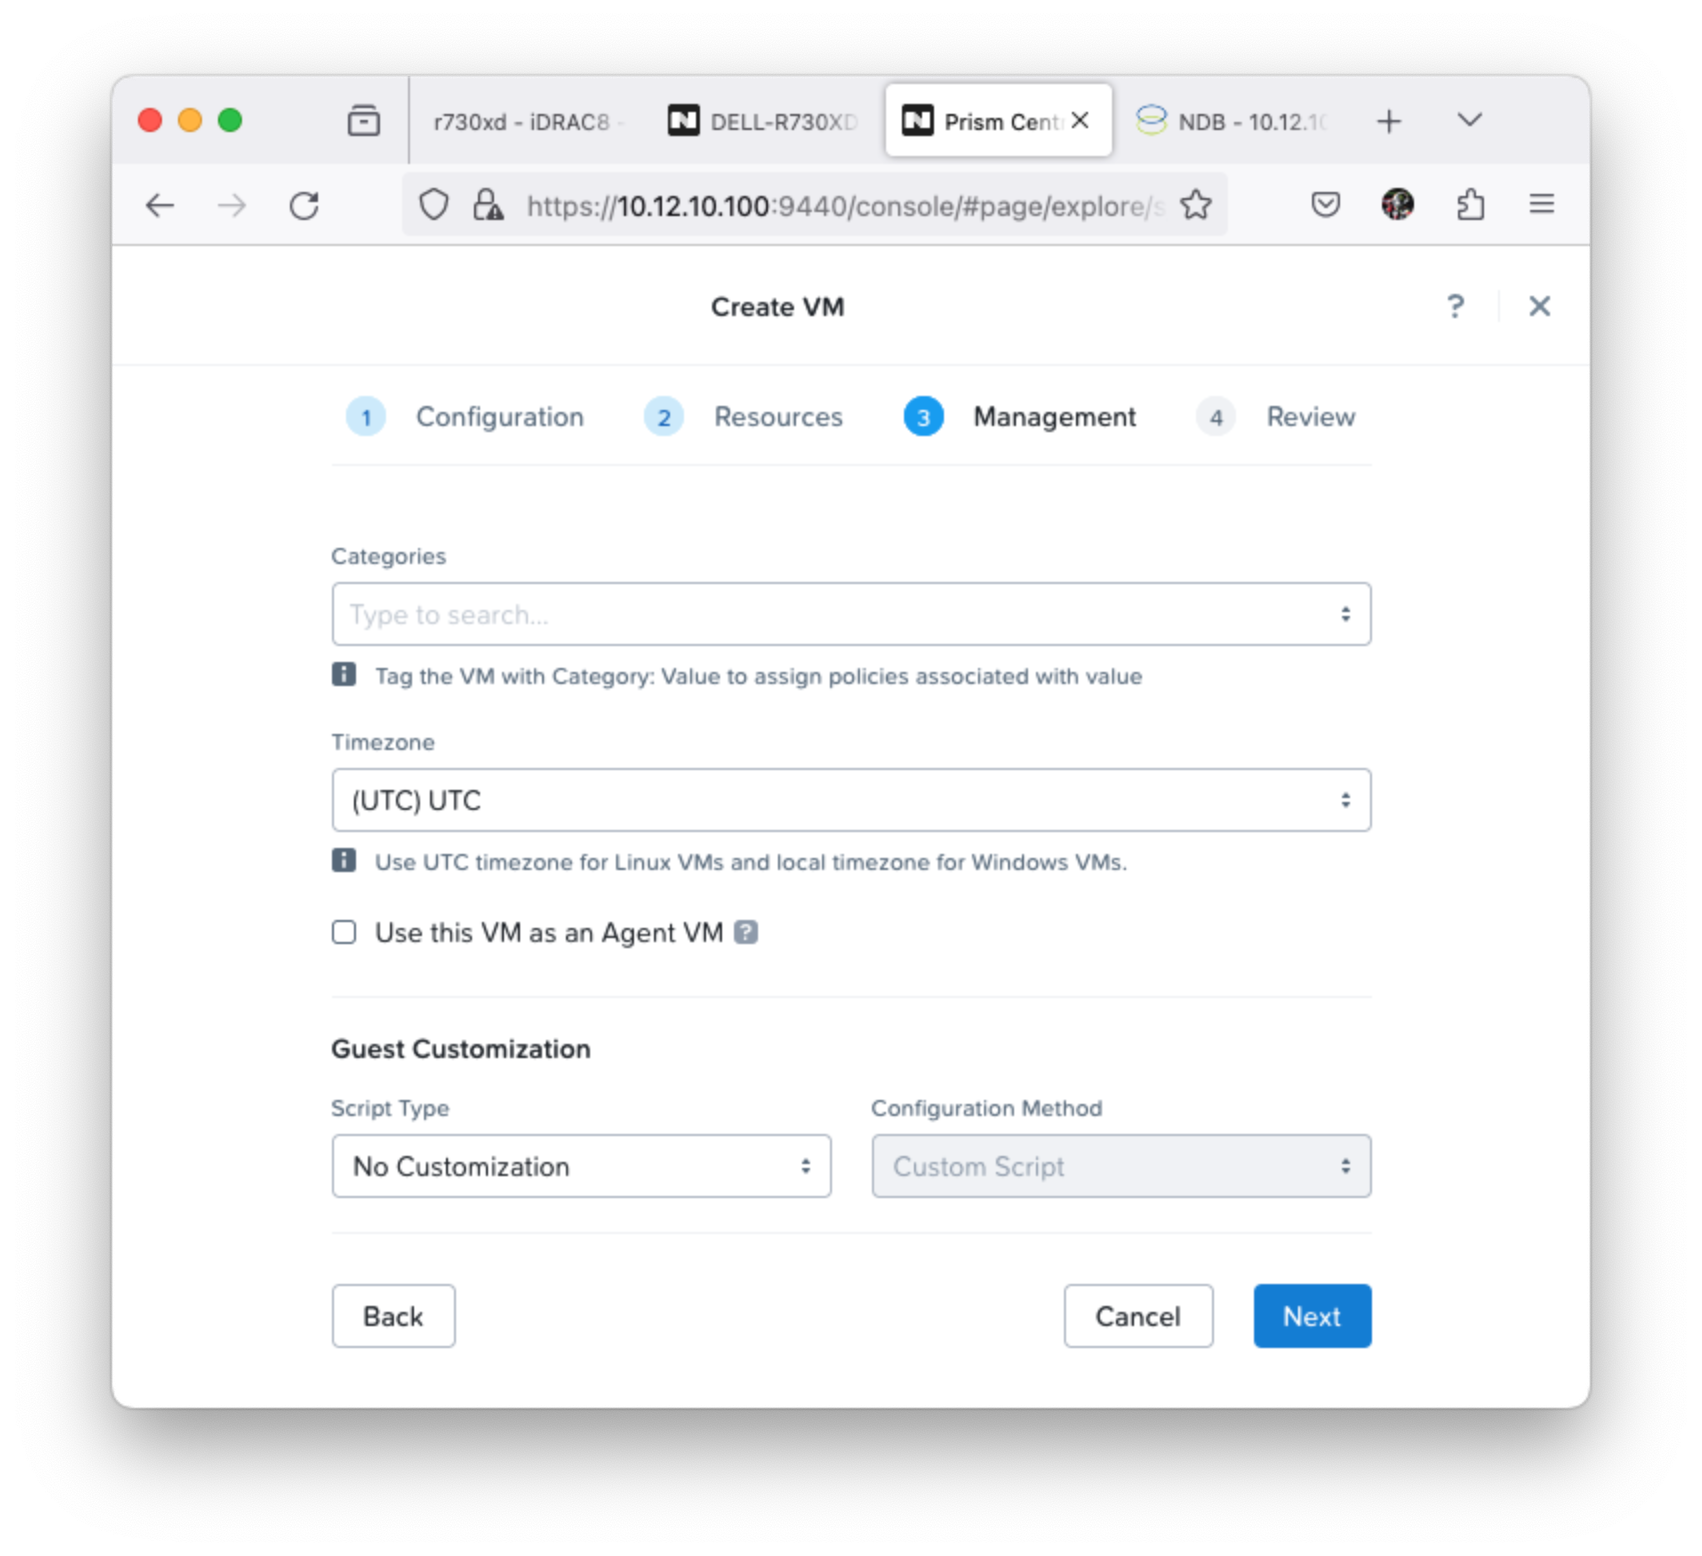 r730xd - iDRAC8 -
DELL-R730XD
Prism Cent
NDB - 10.12.10
https://10.12.10.100:9440/console/#page/explore/s
Create VM
?
1 Configuration 2 Resources 3 Management 4 Review
Categories
Type to search...
Tag the VM with Category: Value to assign policies associated with value
Timezone
(UTC) UTC
Use UTC timezone for Linux VMs and local timezone for Windows VMs.
Use this VM as an Agent VM ?
Guest Customization
Script Type
Configuration Method
No Customization
Custom Script
Back
Cancel
Next